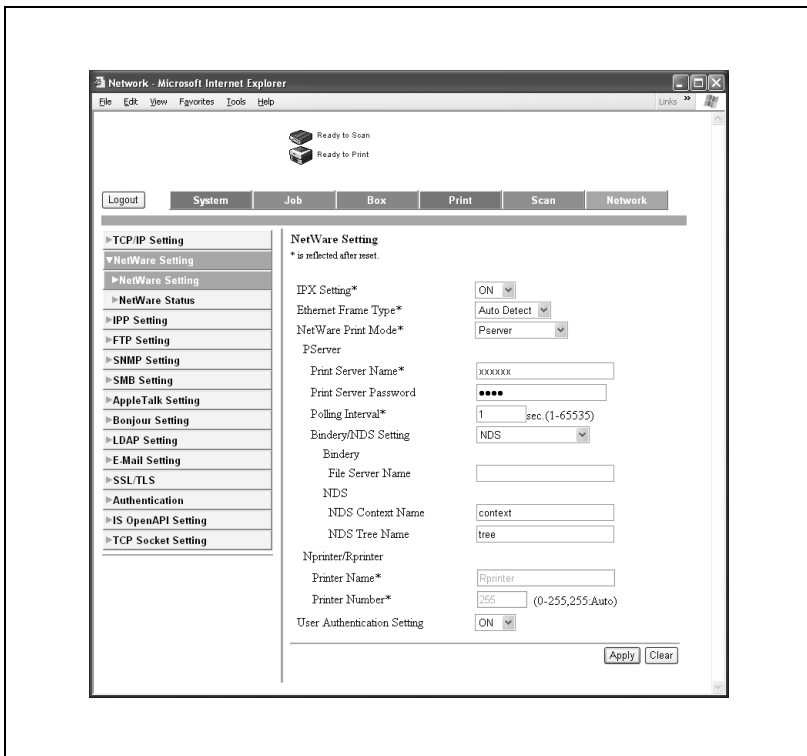 Network - Microsoft Internet Explorer
File Edit View Favorites Tools Help Links »
Ready to Scan
Ready to Print
Logout System Job Box Print Scan Network
TCP/IP Setting
NetWare Setting
NetWare Setting
NetWare Status
IPP Setting
FTP Setting
SNMP Setting
SMB Setting
AppleTalk Setting
Bonjour Setting
LDAP Setting
E-Mail Setting
SSL/TLS
Authentication
IS OpenAPI Setting
TCP Socket Setting
NetWare Setting
* is reflected after reset.
IPX Setting* ON
Ethernet Frame Type* Auto Detect
NetWare Print Mode* Pserver
PServer
Print Server Name* xxxxxx
Print Server Password ●●●●
Polling Interval* 1 sec.(1-65535)
Bindery/NDS Setting NDS
Bindery
File Server Name
NDS
NDS Context Name context
NDS Tree Name tree
Nprinter/Rprinter
Printer Name* Rprinter
Printer Number* 255 (0-255,255:Auto)
User Authentication Setting ON
Apply Clear